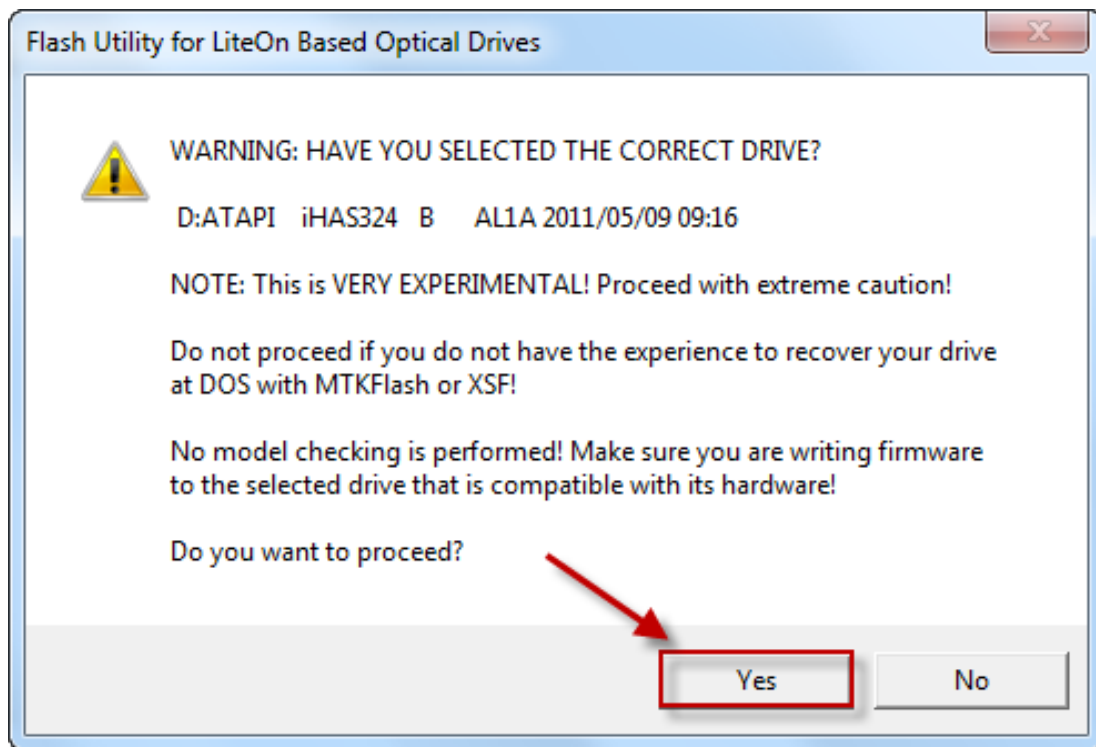 Flash Utility for LiteOn Based Optical Drives
WARNING: HAVE YOU SELECTED THE CORRECT DRIVE?
D:ATAPI iHAS324 B AL1A 2011/05/09 09:16
NOTE: This is VERY EXPERIMENTAL! Proceed with extreme caution!
Do not proceed if you do not have the experience to recover your drive
at DOS with MTKFlash or XSF!
No model checking is performed! Make sure you are writing firmware
to the selected drive that is compatible with its hardware!
Do you want to proceed?
Yes
No